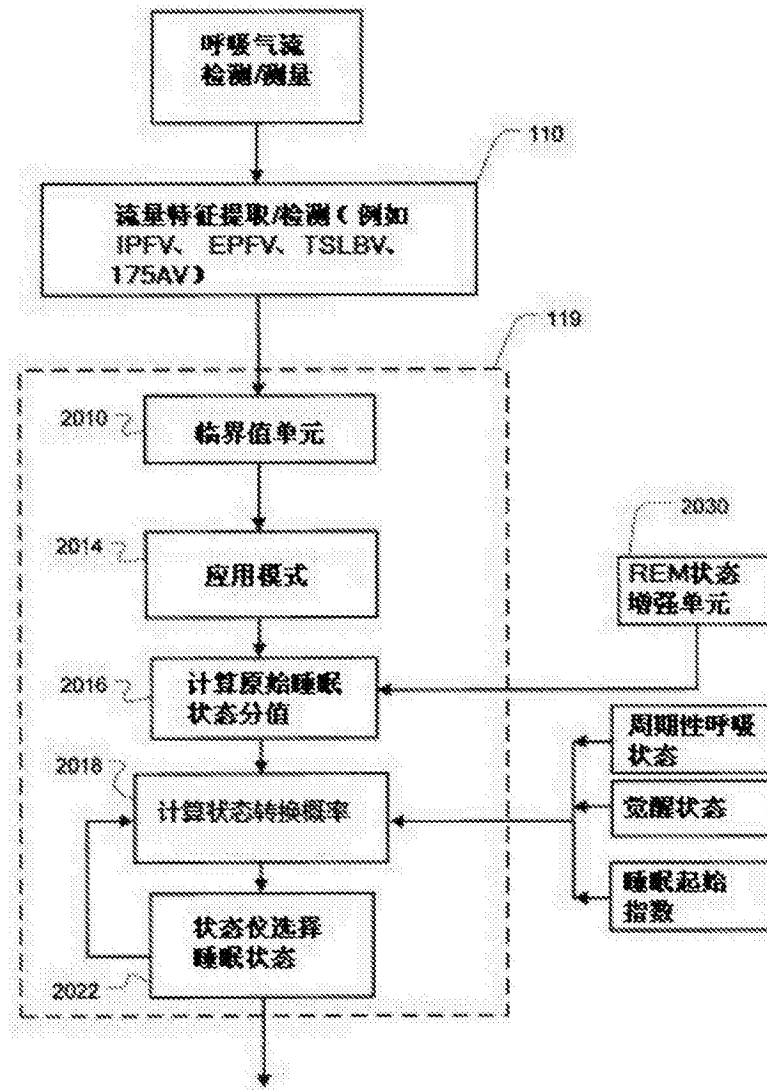 呼吸气流
检测/测量
110
流量特征提取/检测（例如
IPFV、EPFV、TSLBV、
175AV）
119
2010
临界值单元
2014
应用模式
2030
REM状态
增强单元
2016
计算原始睡眠
状态分值
周期性呼吸
状态
2018
计算状态转换概率
觉醒状态
睡眠起始
指数
状态仪选择
睡眠状态
2022